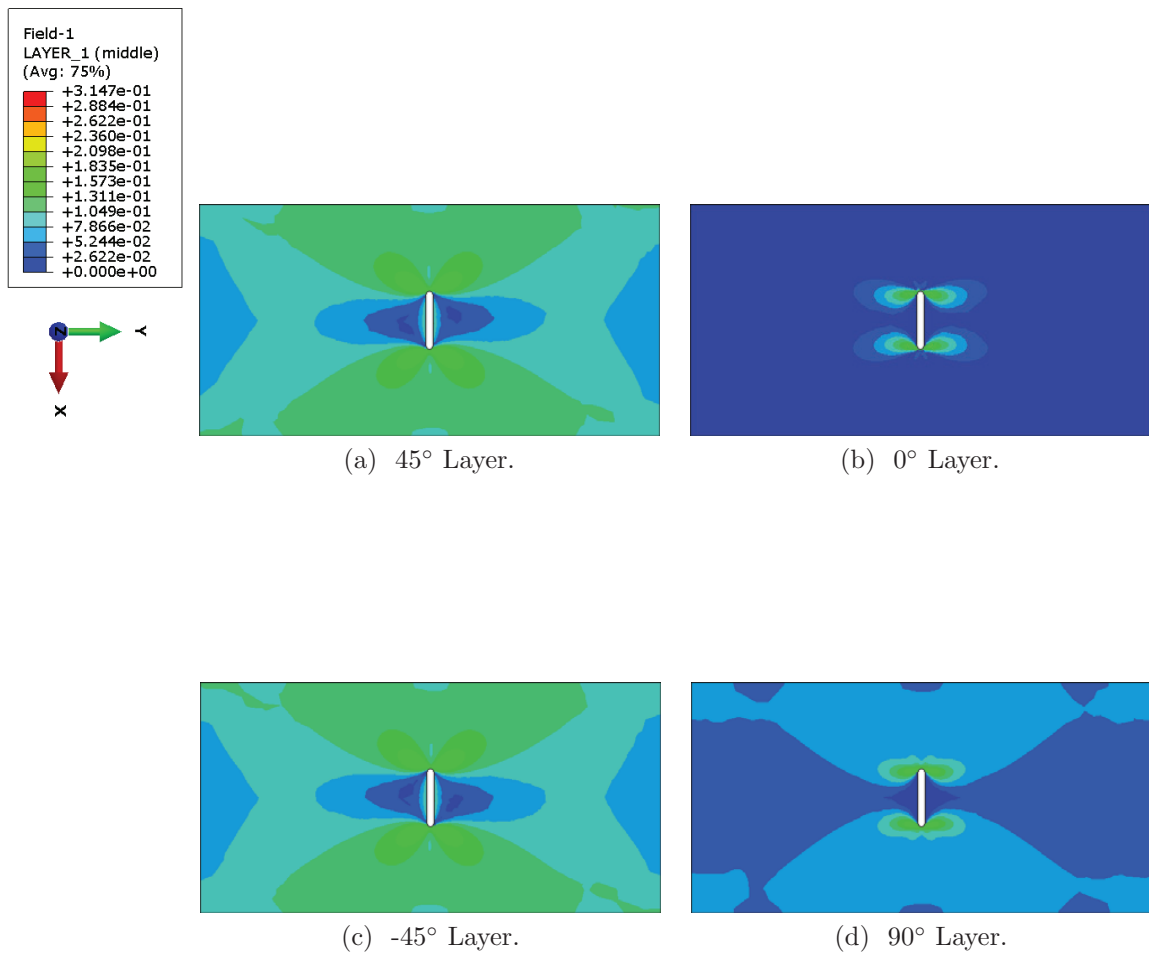 Field-1
LAYER_1 (middle)
(Avg: 75%)
+3.147e-01
+2.884e-01
+2.622e-01
+2.360e-01
+2.098e-01
+1.835e-01
+1.573e-01
+1.311e-01
+1.049e-01
+7.866e-02
+5.244e-02
+2.622e-02
+0.000e+00
Z
Y
X
(a) 45° Layer.
(b) 0° Layer.
(c) -45° Layer.
(d) 90° Layer.